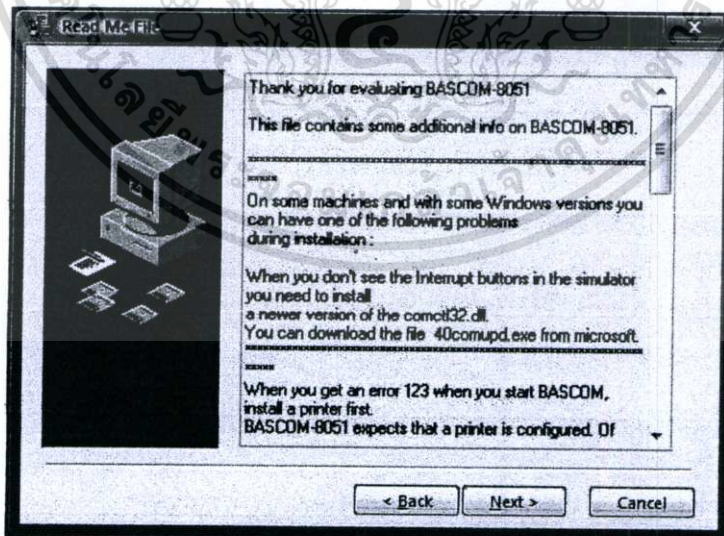 Read Me File
Thank you for evaluating BASCOM-8051
This file contains some additional info on BASCOM-8051.
xxxxxxxxxxxxxxxxxxxxxxxxxxxxxxxxxxxxxxxxxxxxxxxxxxxxxxxxxxxxxxxxxxx
xxxxx
On some machines and with some Windows versions you
can have one of the following problems
during installation :
When you don't see the Interrupt buttons in the simulator
you need to install
a newer version of the comctl32.dll.
You can download the file 40comupd.exe from microsoft.
xxxxxxxxxxxxxxxxxxxxxxxxxxxxxxxxxxxxxxxxxxxxxxxxxxxxxxxxxxxxxxxxxxx
xxxxx
When you get an error 123 when you start BASCOM,
install a printer first.
BASCOM-8051 expects that a printer is configured. Of
< Back
Next >
Cancel